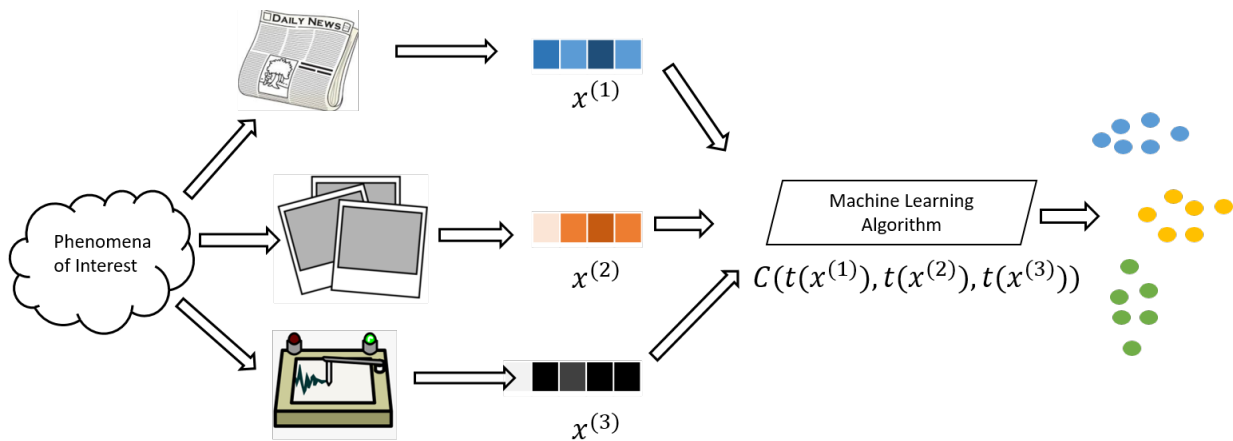 DAILY NEWS
x^{(1)}
Phenomena
of Interest
x^{(2)}
Machine Learning
Algorithm
C(t(x^{(1)}), t(x^{(2)}), t(x^{(3)}))
x^{(3)}